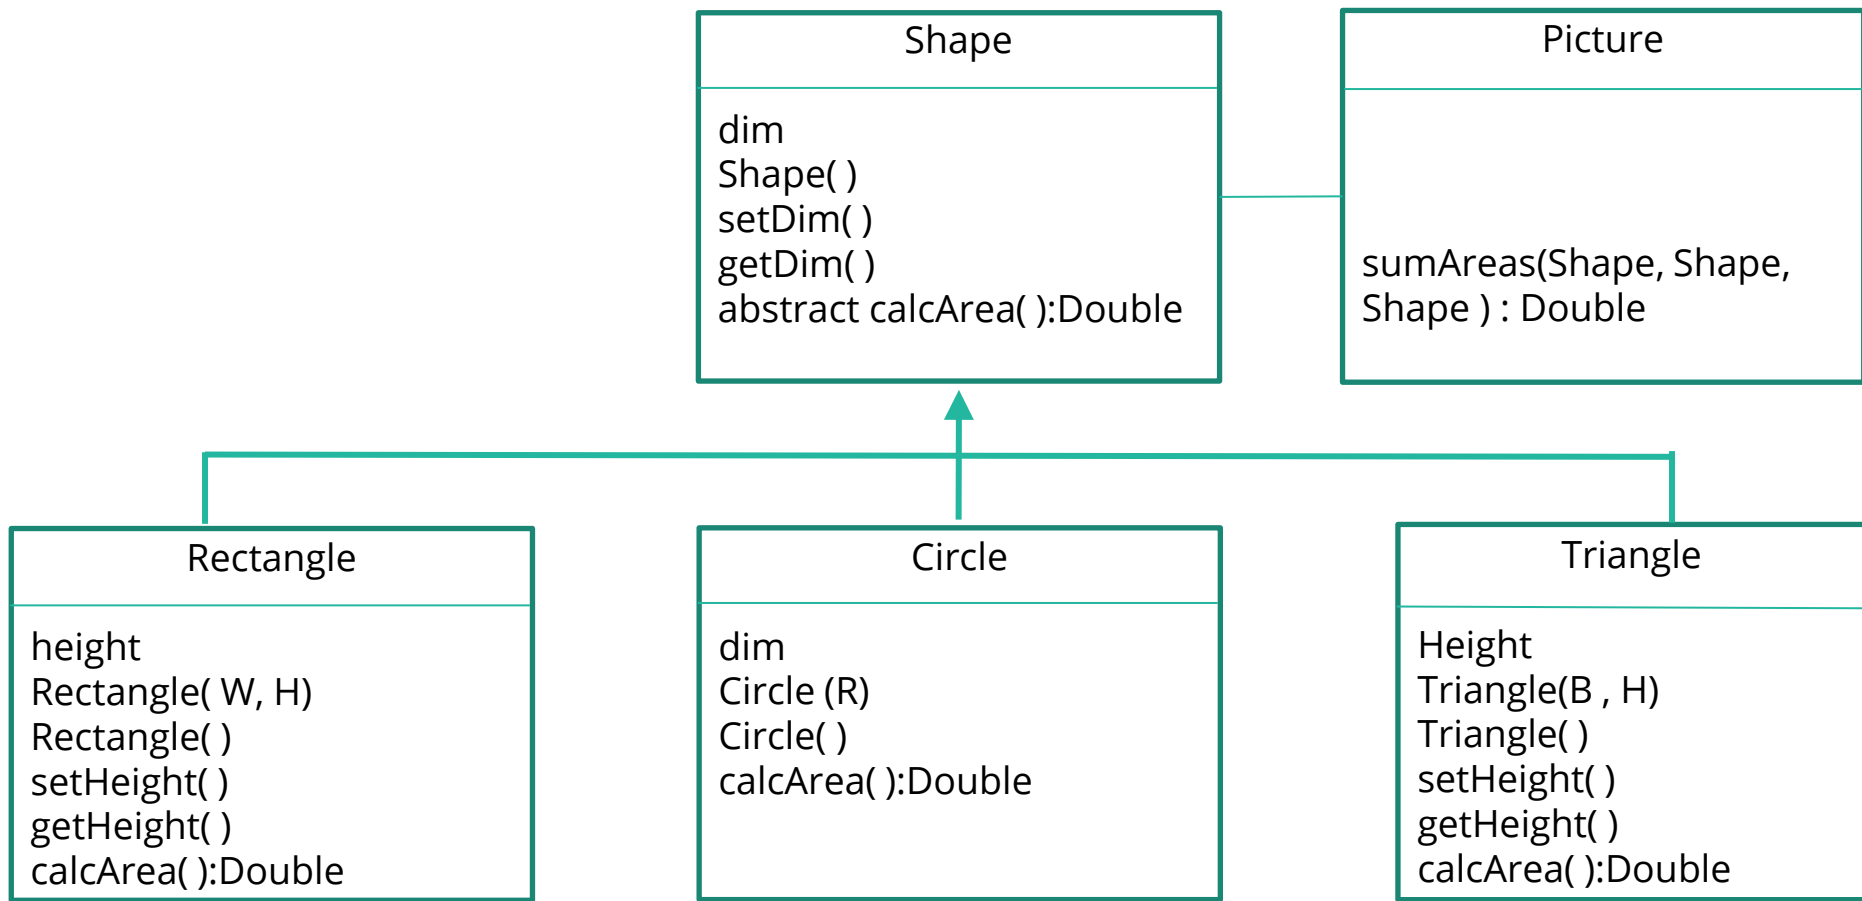 Shape
dim
Shape( )
setDim( )
getDim( )
abstract calcArea( ):Double
Picture
sumAreas(Shape, Shape,
Shape ) : Double
Rectangle
height
Rectangle( W, H)
Rectangle( )
setHeight( )
getHeight( )
calcArea( ):Double
Circle
dim
Circle (R)
Circle( )
calcArea( ):Double
Triangle
Height
Triangle(B , H)
Triangle( )
setHeight( )
getHeight( )
calcArea( ):Double